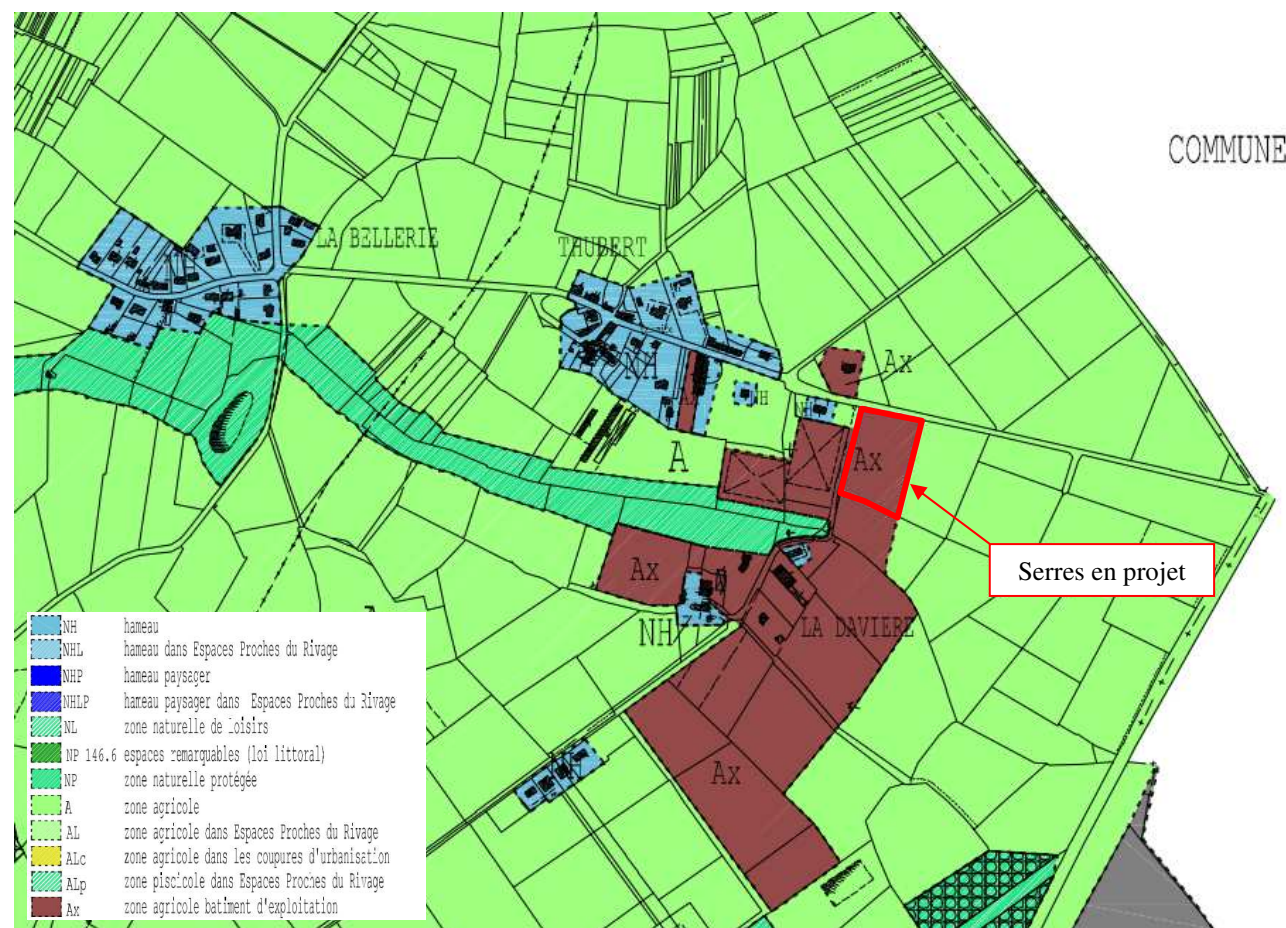 COMMUNE
LA BELLERIE
THUBERT
NH
Ax
NH
A
Ax
Serres en projet
Ax
NH
LA DAVIERE
NH
Ax
NH hameau
NHL hameau dans Espaces Proches du Rivage
NHP hameau paysager
NHLP hameau paysager dans Espaces Proches du Rivage
NL zone naturelle de loisirs
NP 146.6 espaces remarquables (loi littoral)
NP zone naturelle protégée
A zone agricole
AL zone agricole dans Espaces Proches du Rivage
ALc zone agricole dans les coupures d'urbanisation
ALp zone piscicole dans Espaces Proches du Rivage
Ax zone agricole batiment d'exploitation